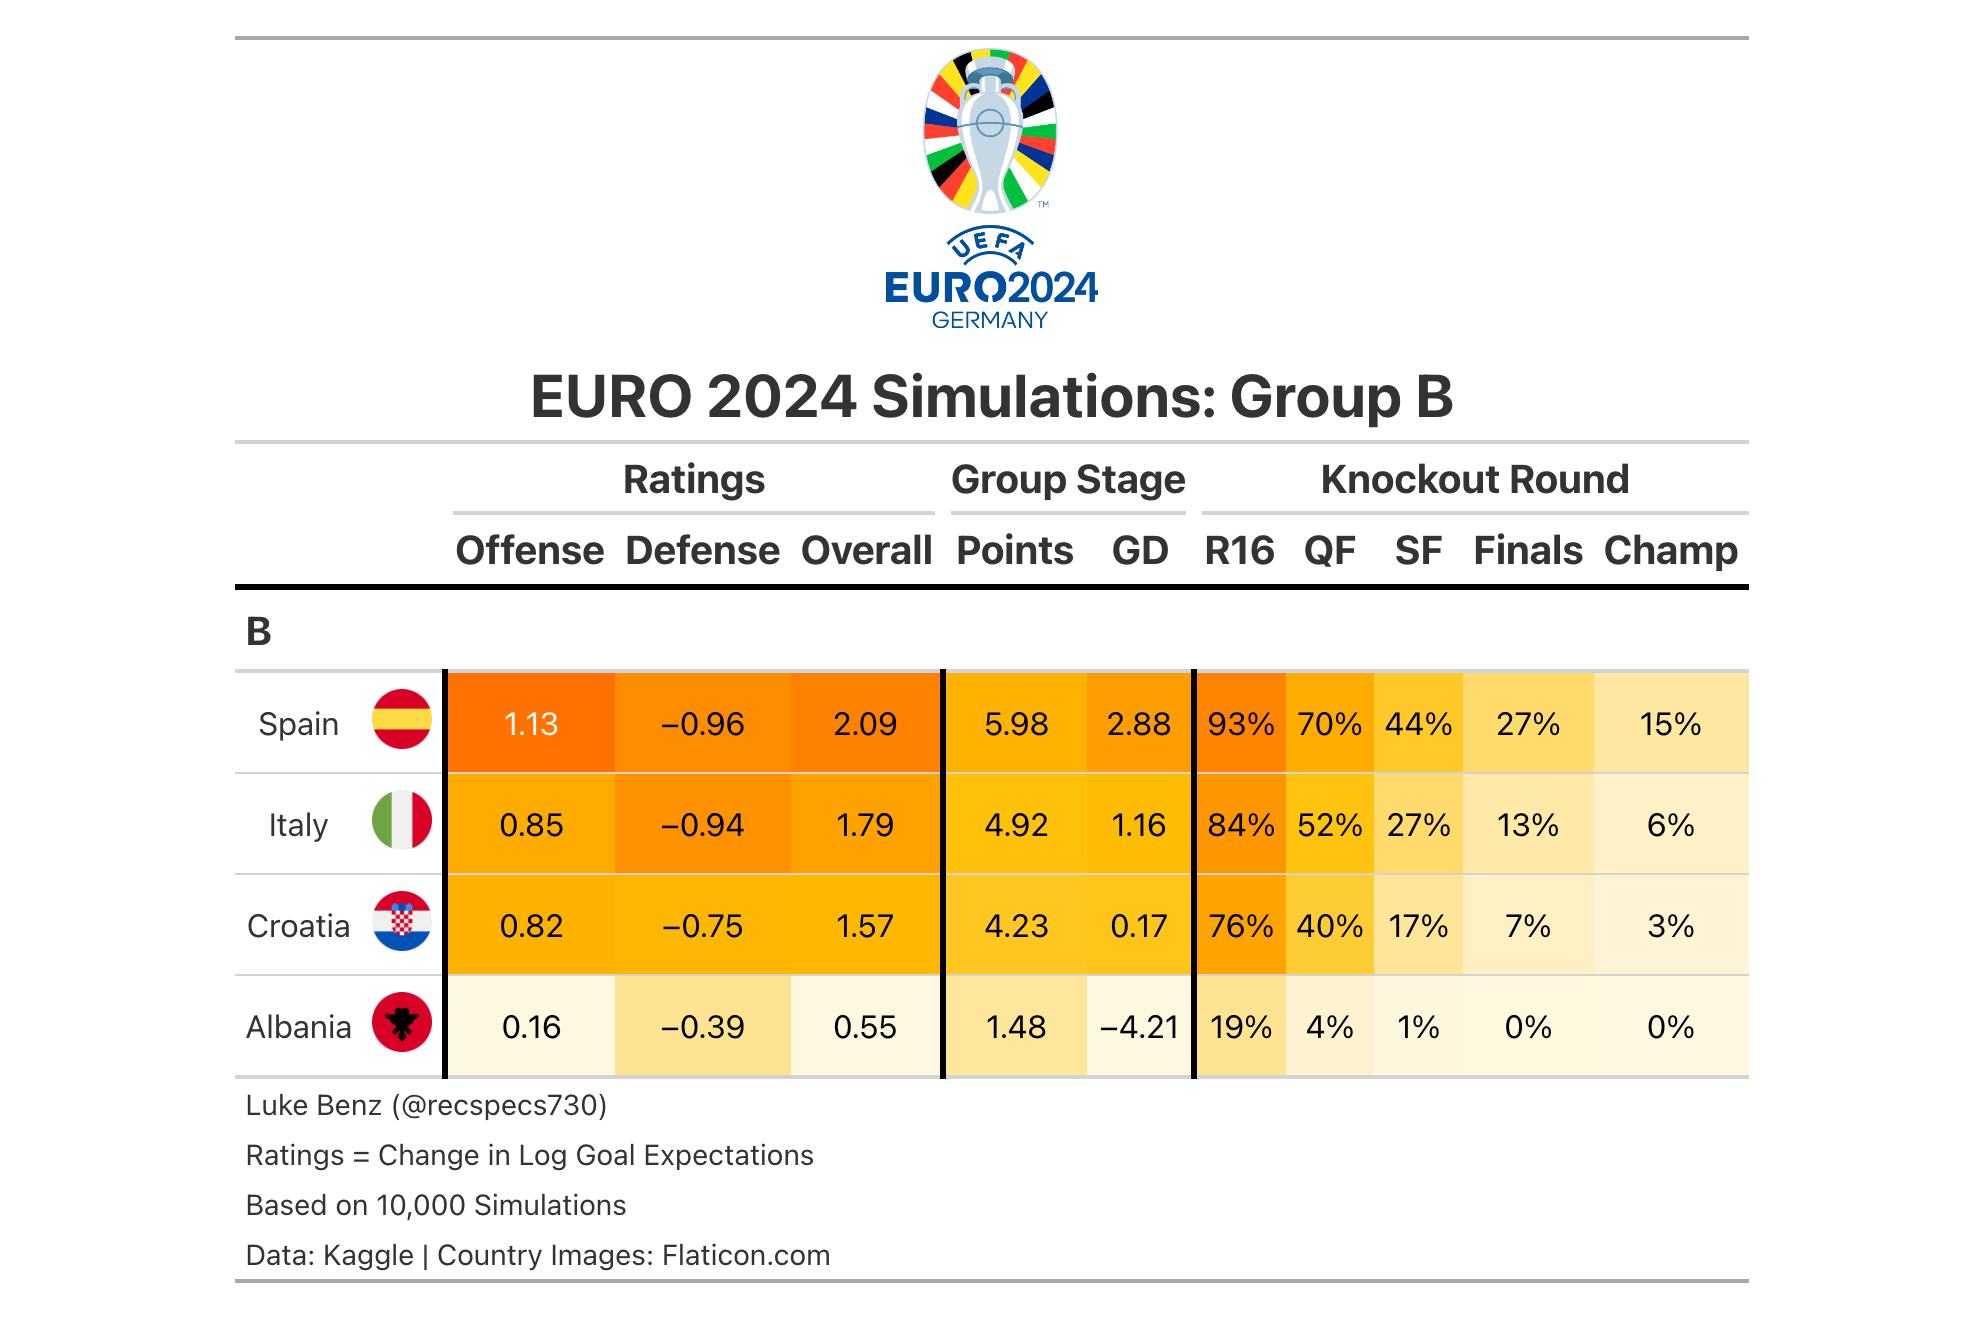 TM
UEFA
EURO2024
GERMANY
EURO 2024 Simulations: Group B
Ratings Group Stage Knockout Round
Offense Defense Overall Points GD R16 QF SF Finals Champ
B
Spain 1.13 −0.96 2.09 5.98 2.88 93% 70% 44% 27% 15%
Italy 0.85 −0.94 1.79 4.92 1.16 84% 52% 27% 13% 6%
Croatia 0.82 −0.75 1.57 4.23 0.17 76% 40% 17% 7% 3%
Albania 0.16 −0.39 0.55 1.48 −4.21 19% 4% 1% 0% 0%
Luke Benz (@recspecs730)
Ratings = Change in Log Goal Expectations
Based on 10,000 Simulations
Data: Kaggle | Country Images: Flaticon.com